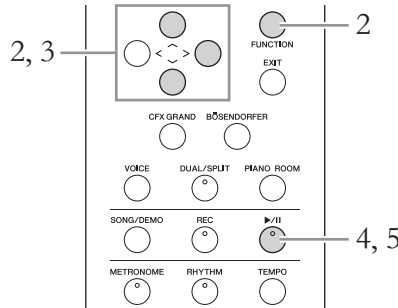 2
2, 3
FUNCTION
EXIT
CFX GRAND BÖSENDORFER
VOICE DUAL/SPLIT PIANO ROOM
SONG/DEMO REC ►/II
4, 5
METRONOME RHYTHM TEMPO